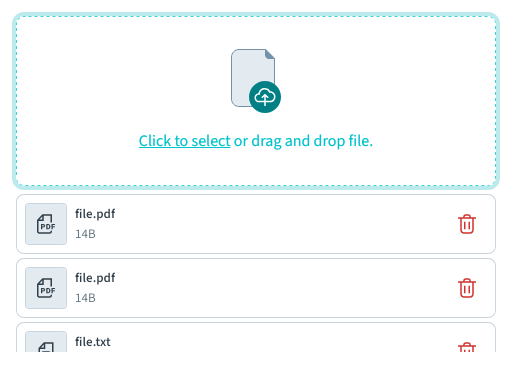 Click to select or drag and drop file.
file.pdf
PDF
14B
file.pdf
PDF
14B
file.txt